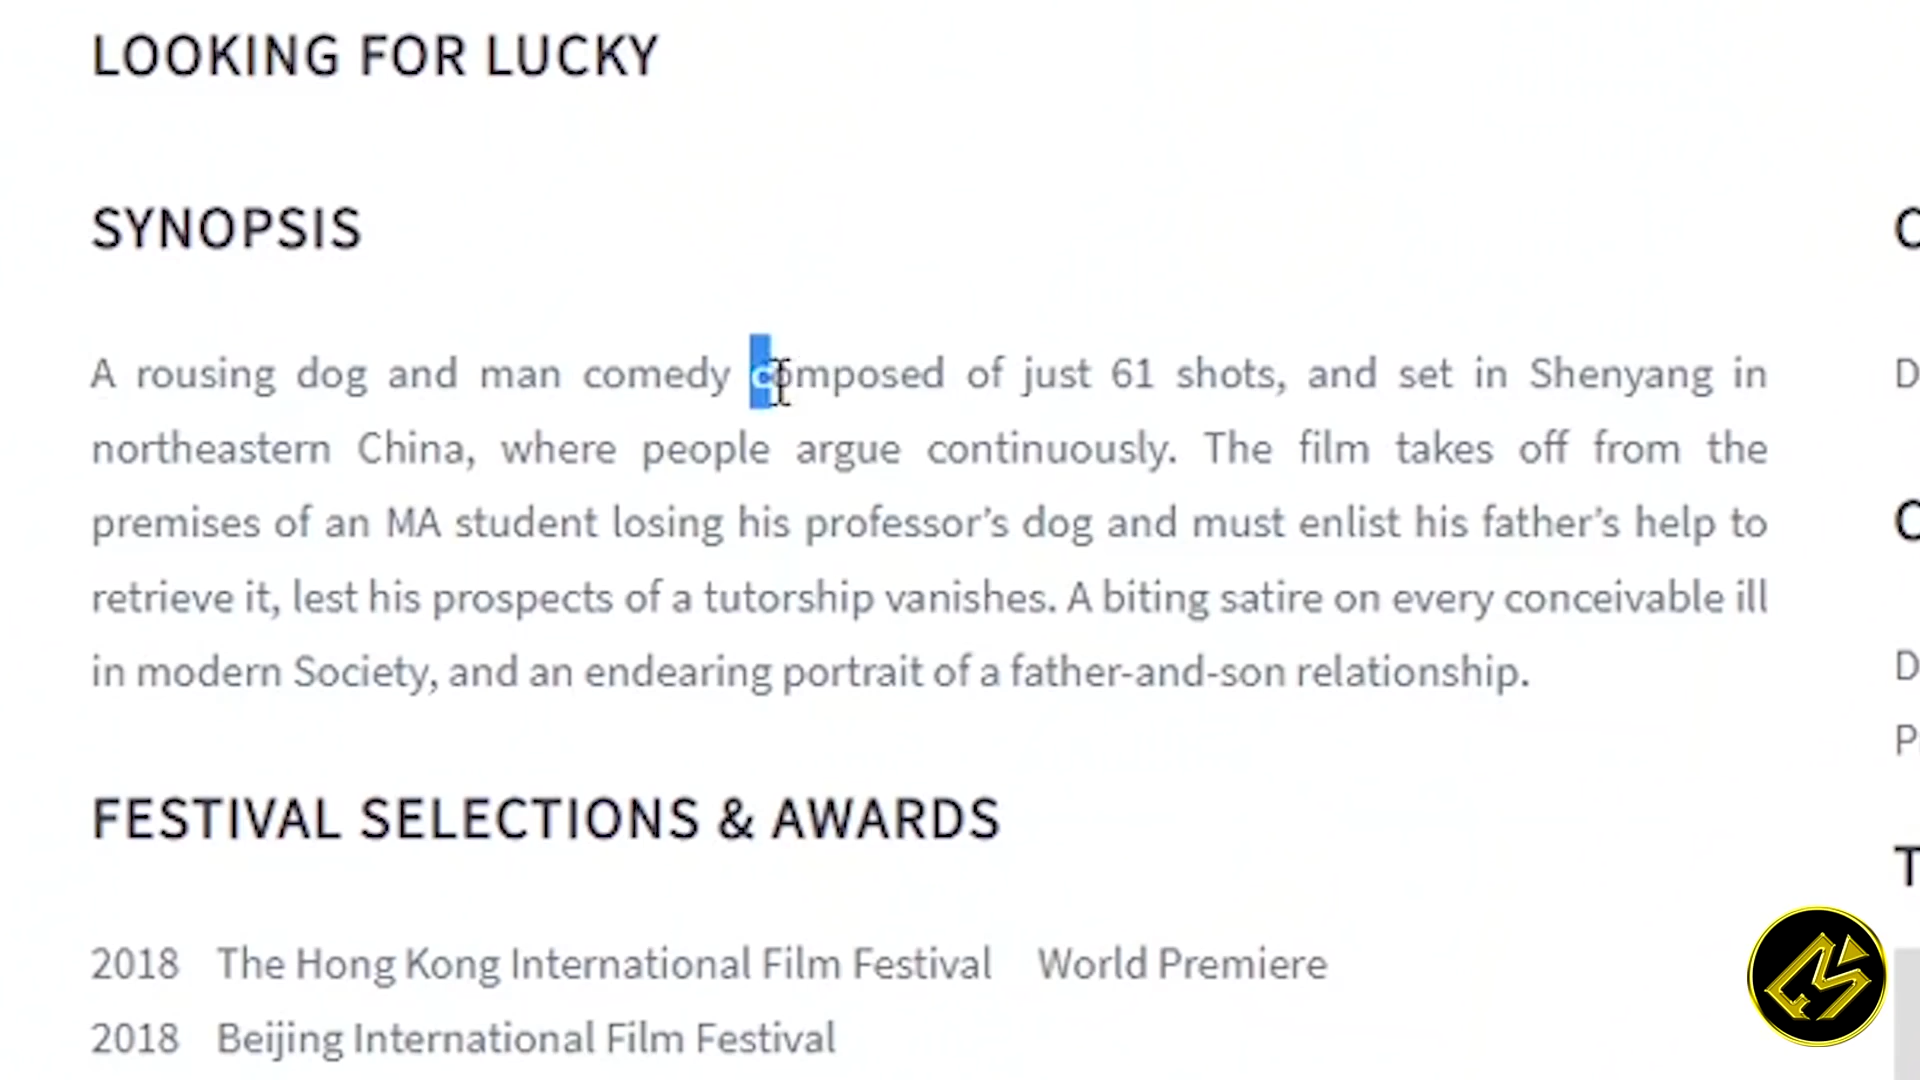 LOOKING FOR LUCKY
SYNOPSIS
A rousing dog and man comedy composed of just 61 shots, and set in Shenyang in
northeastern China, where people argue continuously. The film takes off from the
premises of an MA student losing his professor’s dog and must enlist his father’s help to
retrieve it, lest his prospects of a tutorship vanishes. A biting satire on every conceivable ill
in modern Society, and an endearing portrait of a father-and-son relationship.
FESTIVAL SELECTIONS & AWARDS
2018 The Hong Kong International Film Festival World Premiere
2018 Beijing International Film Festival